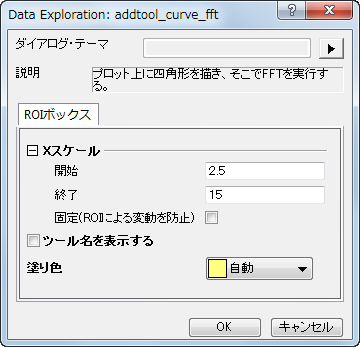 Data Exploration: addtool_curve_fft
ダイアログ・テーマ
説明
プロット上に四角形を描き、そこでFFTを実行する。
ROIボックス
Xスケール
開始 2.5
終了 15
固定(ROIによる変動を防止)
ツール名を表示する
塗り色 自動
OK キャンセル